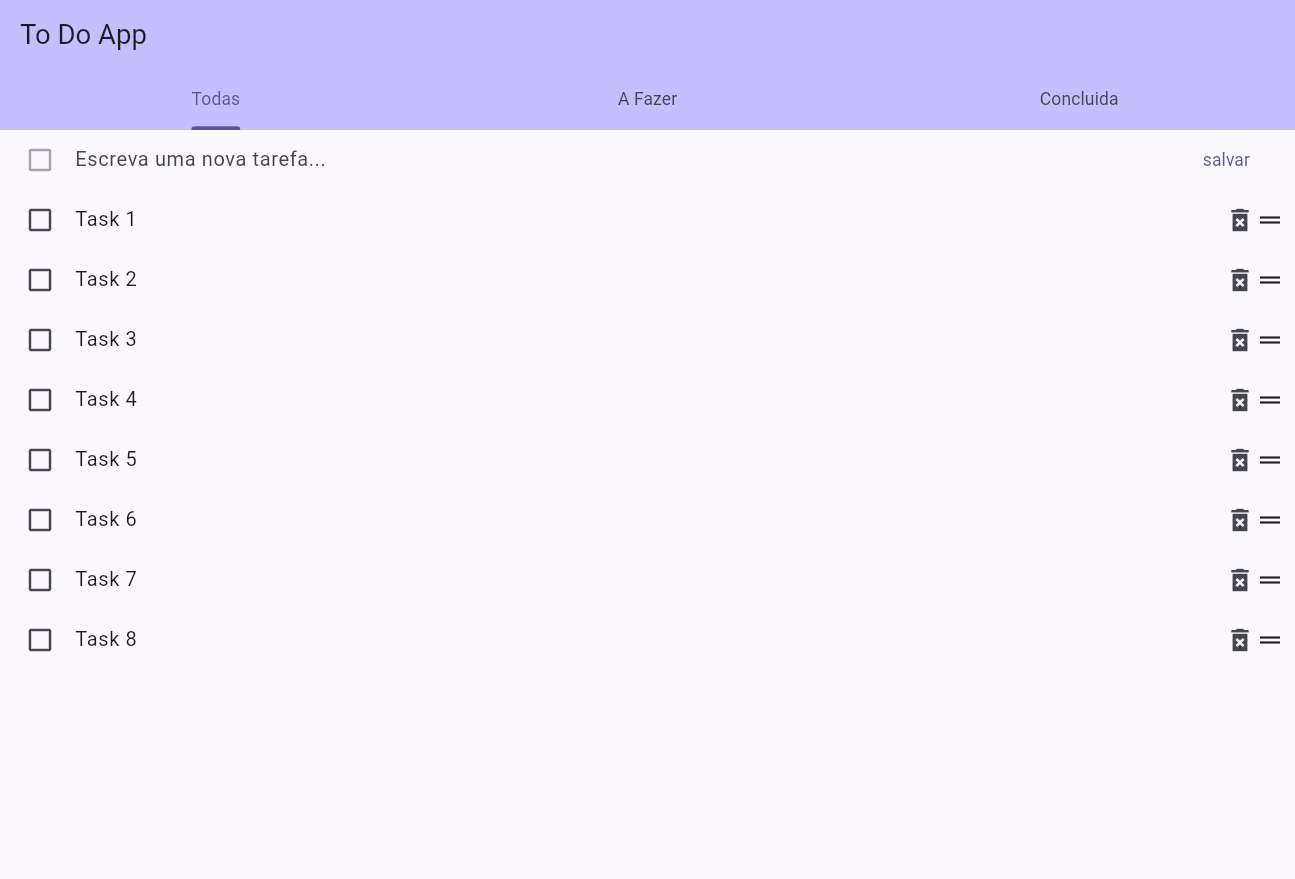 To Do App
Todas A Fazer Concluida
Escreva uma nova tarefa... salvar
Task 1
Task 2
Task 3
Task 4
Task 5
Task 6
Task 7
Task 8